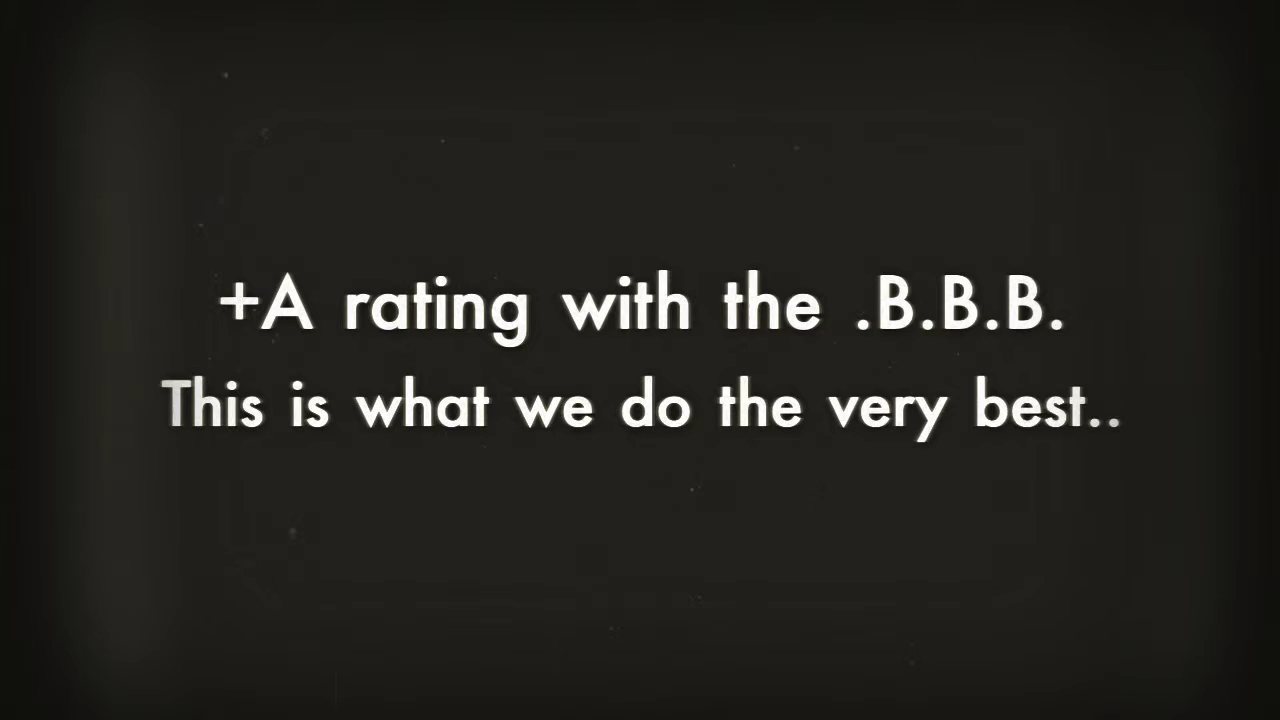 +A rating with the .B.B.B.
This is what we do the very best..